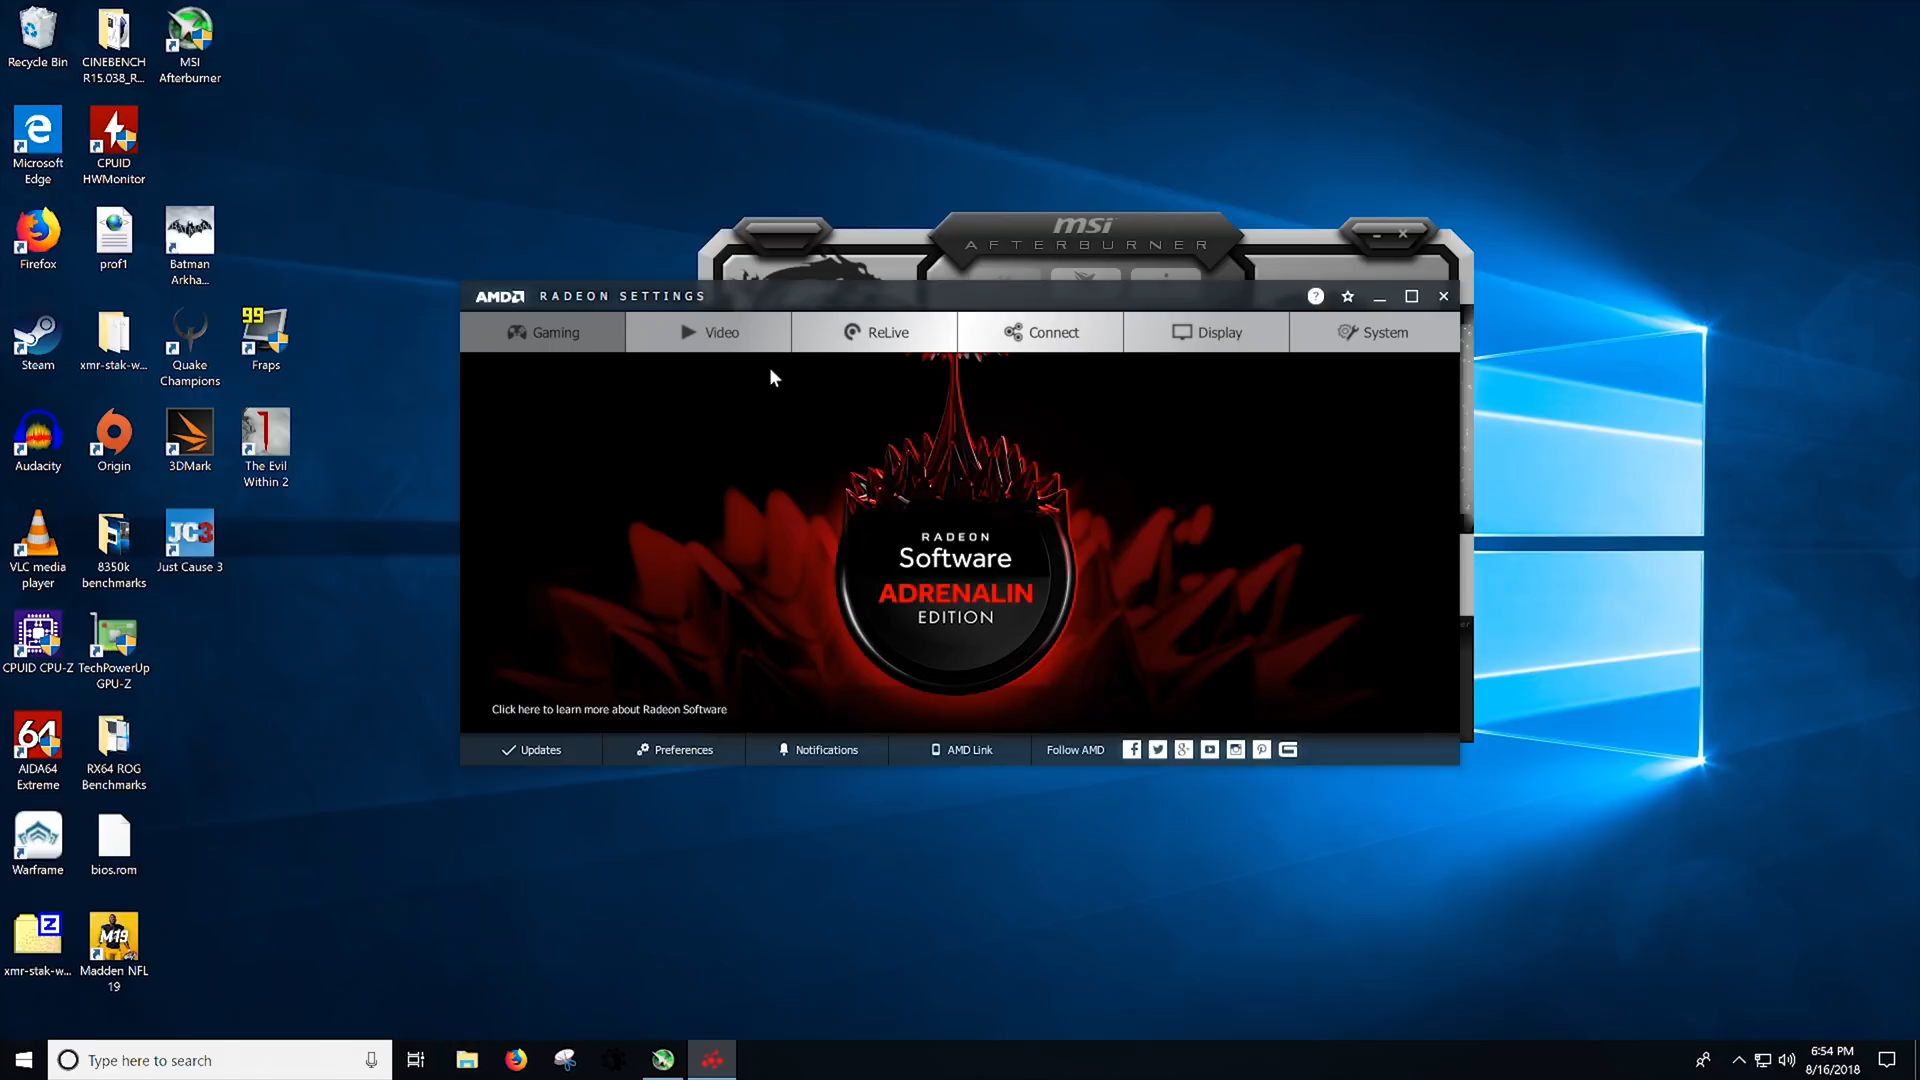 Recycle Bin
CINEBENCH
R15.038_R...
MSI
Afterburner
Microsoft
Edge
CPUID
HWMonitor
Firefox
prof1
Batman
Arkha...
Steam
xmr-stak-w...
Quake
Champions
99
Fraps
Audacity
Origin
3DMark
The Evil
Within 2
VLC media
player
8350k
benchmarks
JC3
Just Cause 3
CPUID CPU-Z
TechPowerUp
GPU-Z
64
AIDA64
Extreme
RX64 ROG
Benchmarks
Warframe
bios.rom
Z
xmr-stak-w...
M19
Madden NFL
19
msi
AFTERBURNER
AMD RADEON SETTINGS
Gaming
Video
ReLive
Connect
Display
System
RADEON
Software
ADRENALIN
EDITION
Click here to learn more about Radeon Software
Updates
Preferences
Notifications
AMD Link
Follow AMD
Type here to search
6:54 PM
8/16/2018